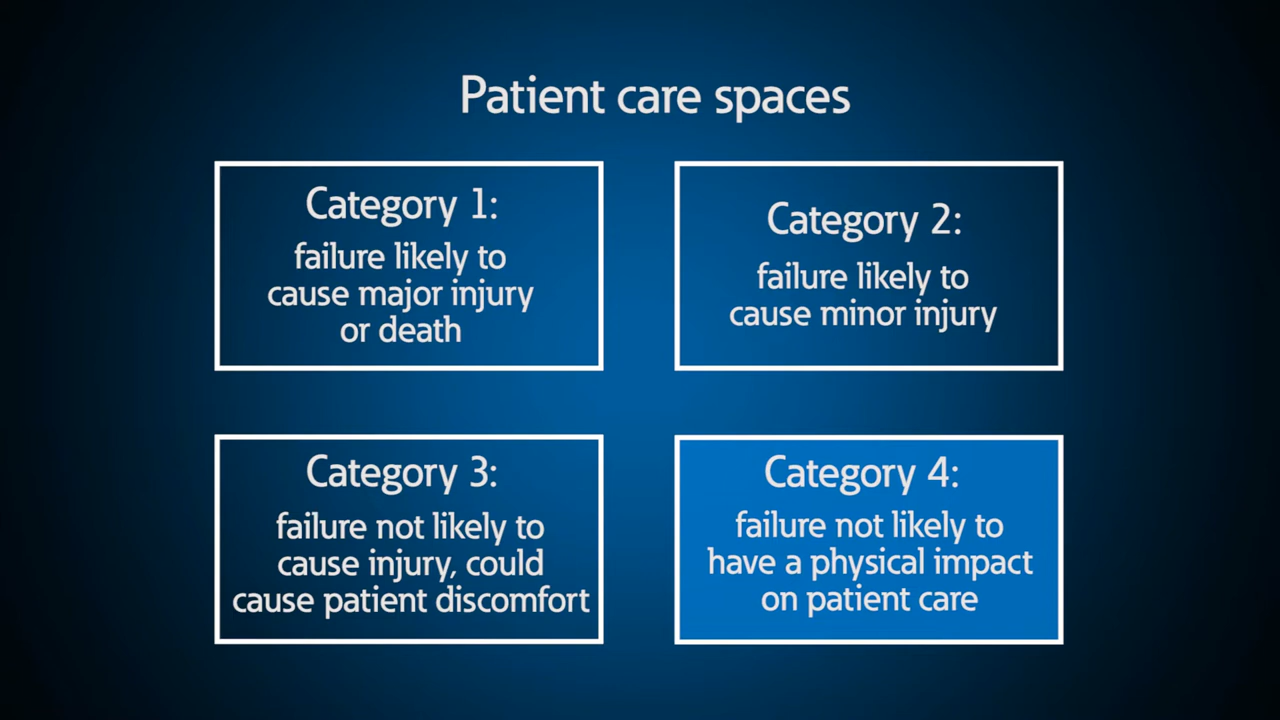 Patient care spaces
Category 1:
failure likely to
cause major injury
or death
Category 2:
failure likely to
cause minor injury
Category 3:
failure not likely to
cause injury, could
cause patient discomfort
Category 4:
failure not likely to
have a physical impact
on patient care